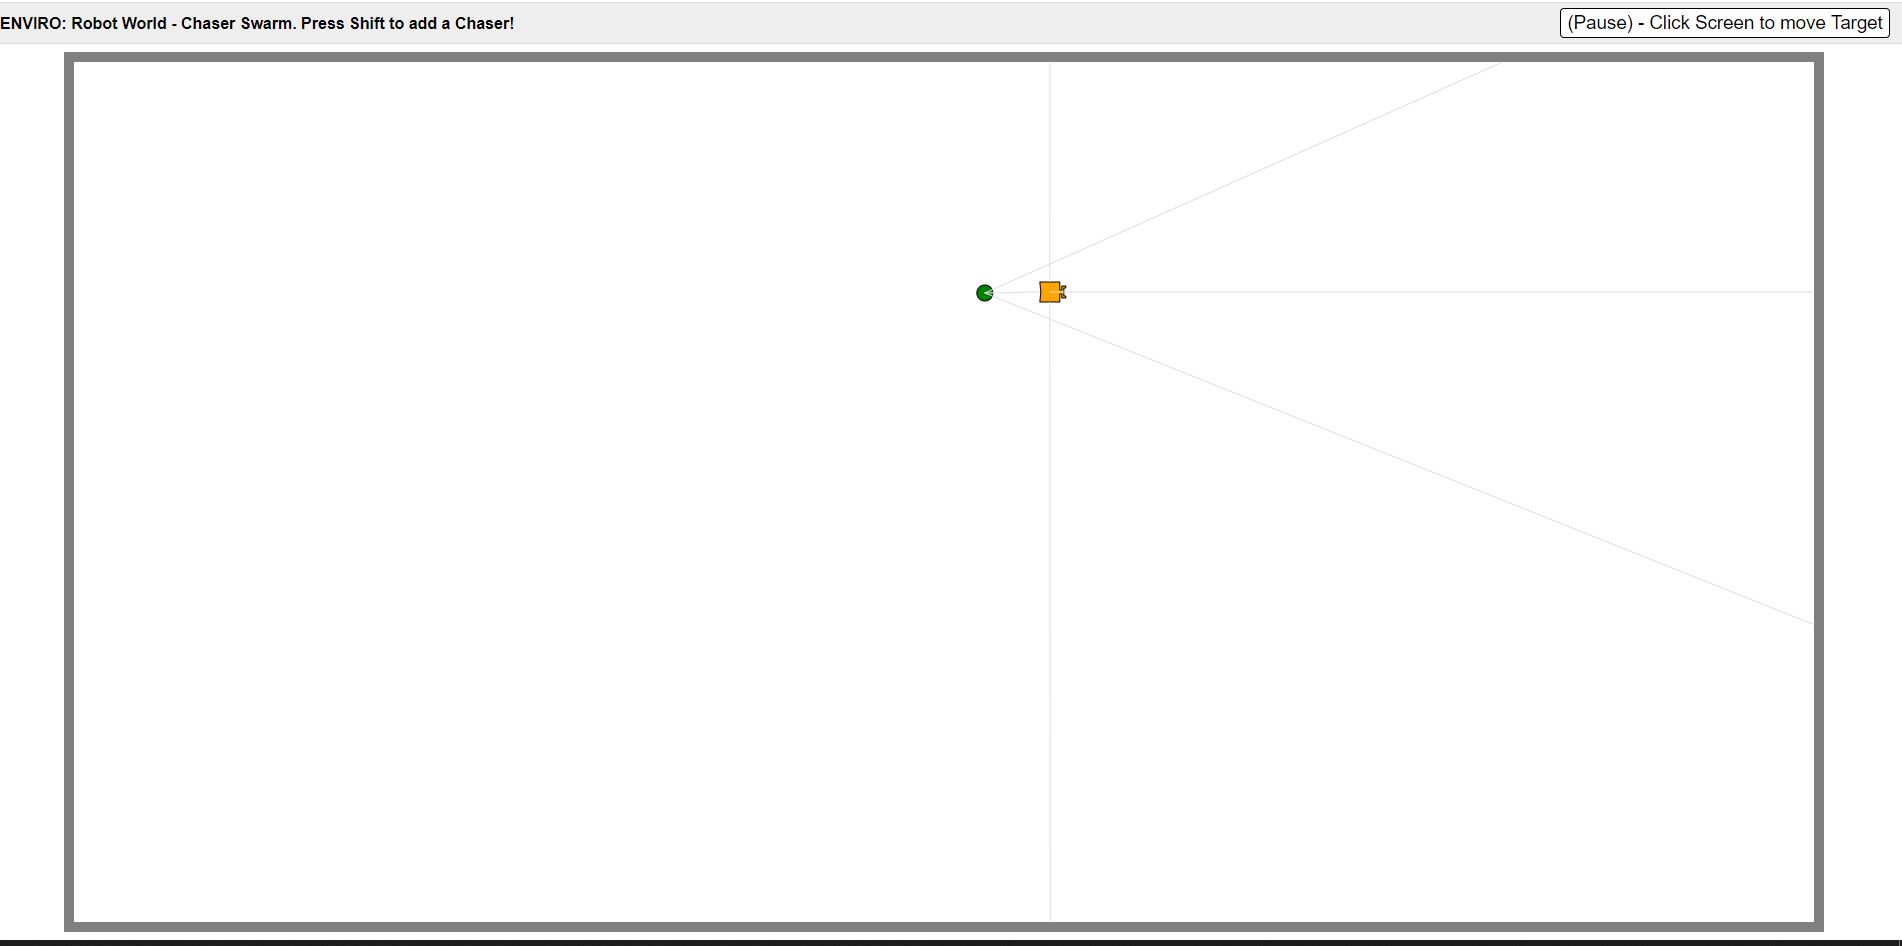 ENVIRO: Robot World - Chaser Swarm. Press Shift to add a Chaser!
(Pause) - Click Screen to move Target